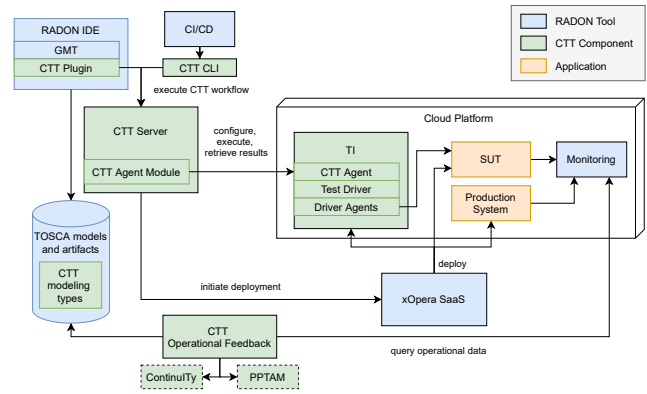 RADON IDE
GMT
CTT Plugin
CI/CD
CTT CLI
execute CTT workflow
RADON Tool
CTT Component
Application
CTT Server
CTT Agent Module
configure,
execute,
retrieve results
Cloud Platform
TI
CTT Agent
Test Driver
Driver Agents
SUT
Monitoring
Production
System
TOSCA models
and artifacts
CTT
modeling
types
deploy
initiate deployment
xOpera SaaS
CTT
Operational Feedback
query operational data
ContinuITy
PPTAM